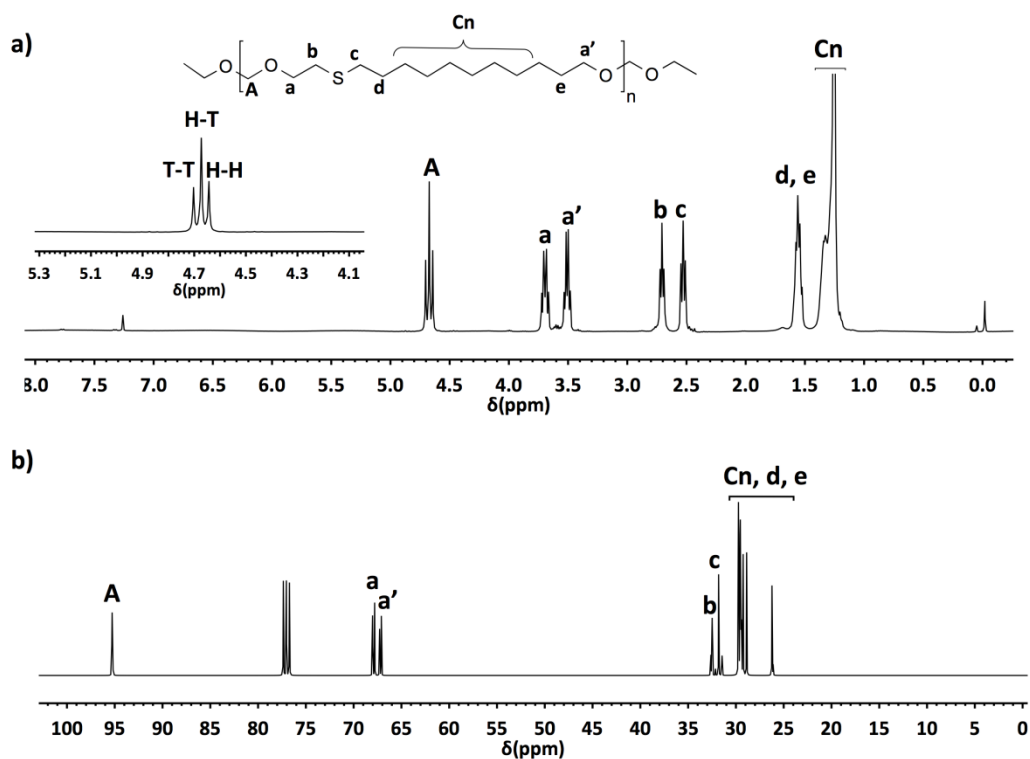 a)
Cn
b c a'
O O S O O
A a d e n
Cn
H-T
T-T H-H
A
a a' b c
d, e
5.3 5.1 4.9 4.7 4.5 4.3 4.1
δ(ppm)
8.0 7.5 7.0 6.5 6.0 5.5 5.0 4.5 4.0 3.5 3.0 2.5 2.0 1.5 1.0 0.5 0.0
δ(ppm)
b)
Cn, d, e
A
a
a'
c
b
100 95 90 85 80 75 70 65 60 55 50 45 40 35 30 25 20 15 10 5 0
δ(ppm)